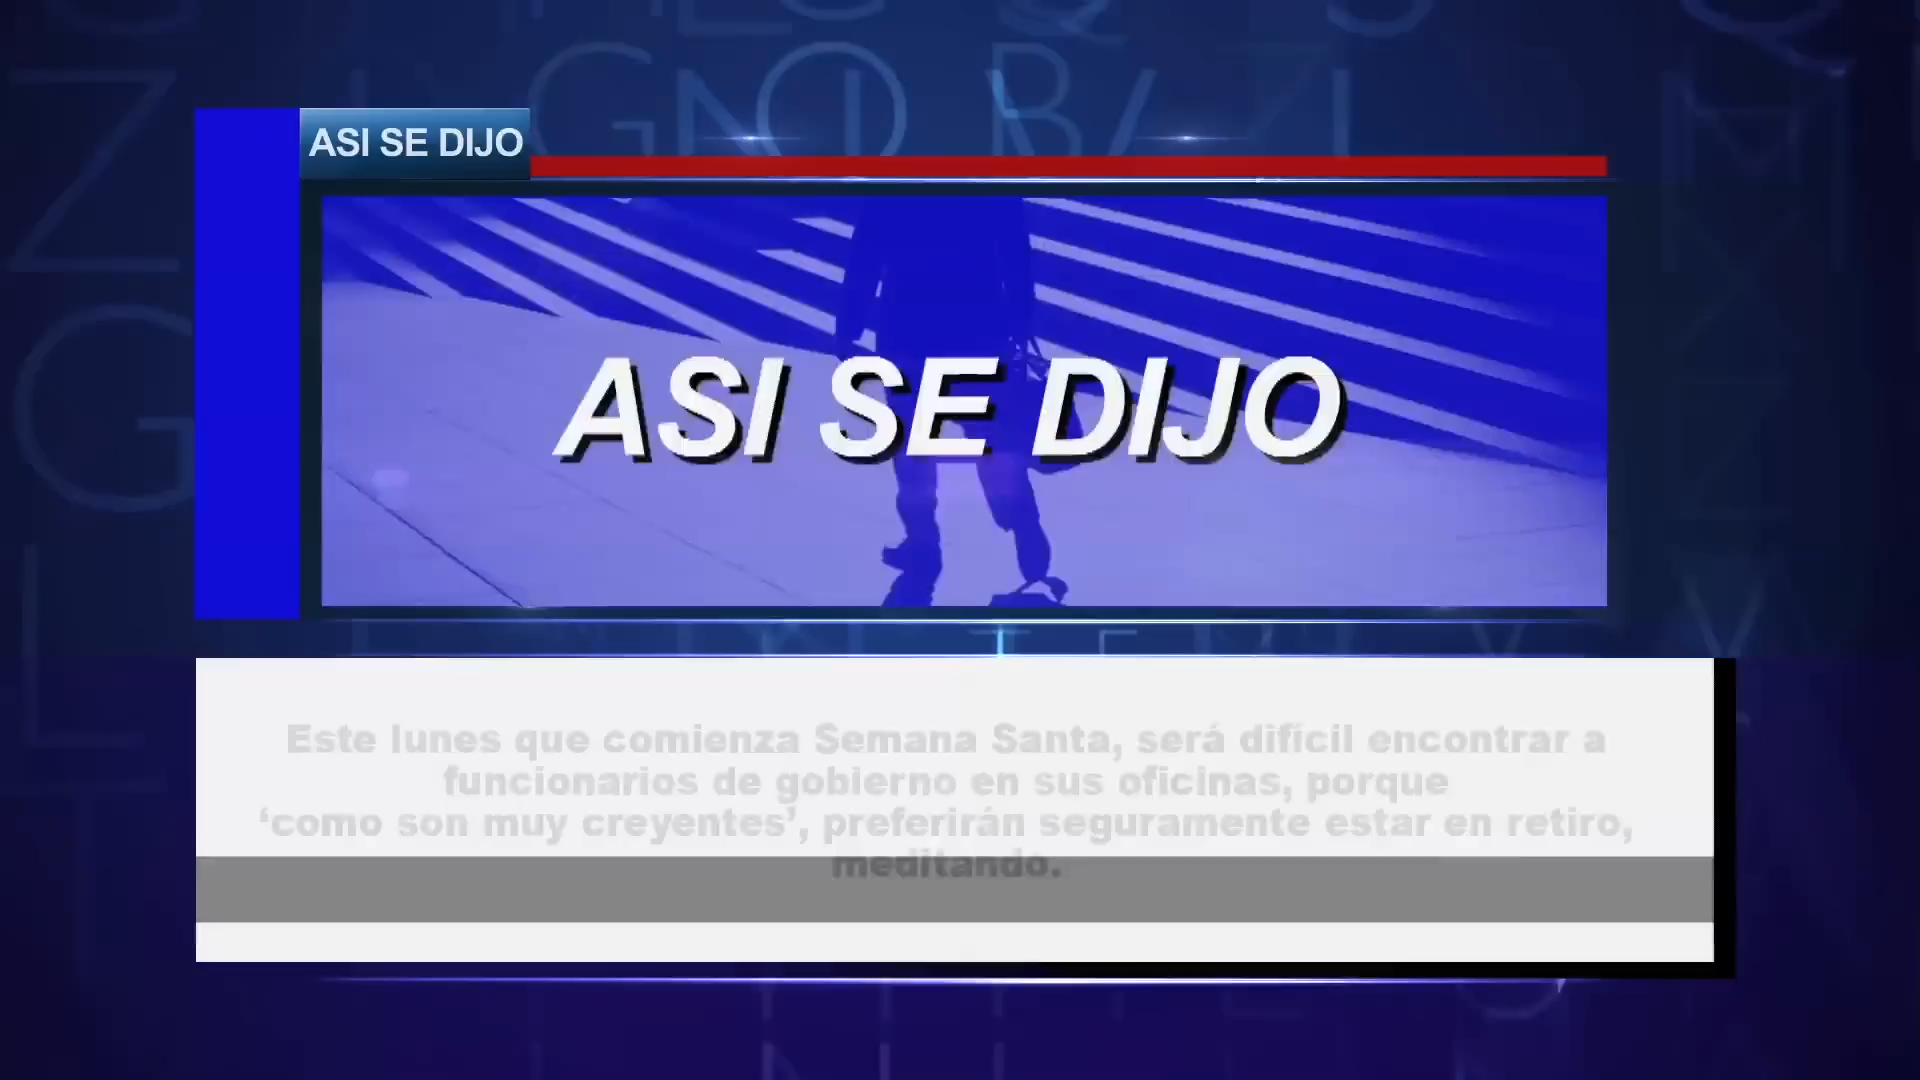 ASI SE DIJO
ASI SE DIJO
Este lunes que comienza Semana Santa, será difícil encontrar a
funcionarios de gobierno en sus oficinas, porque
‘como son muy creyentes’, preferirán seguramente estar en retiro,
meditando.